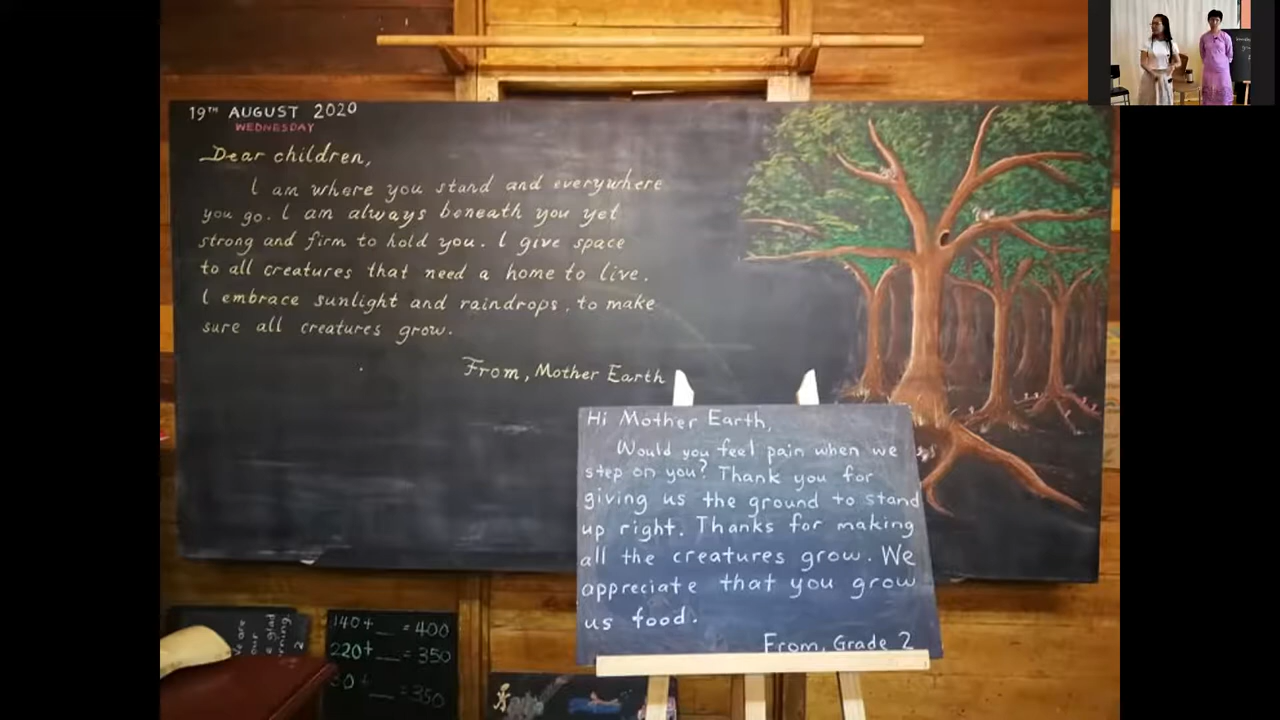 19TH AUGUST 2020
WEDNESDAY
Dear children,
I am where you stand and everywhere
you go. I am always beneath you yet
strong and firm to hold you. I give space
to all creatures that need a home to live.
I embrace sunlight and raindrops, to make
sure all creatures grow.
From, Mother Earth
Hi Mother Earth,
Would you feel pain when we
step on you? Thank you for
giving us the ground to stand
up right. Thanks for making
all the creatures grow. We
appreciate that you grow
us food.
From, Grade 2
140+ __ = 400
220+ __ = 350
30 + __ = 350